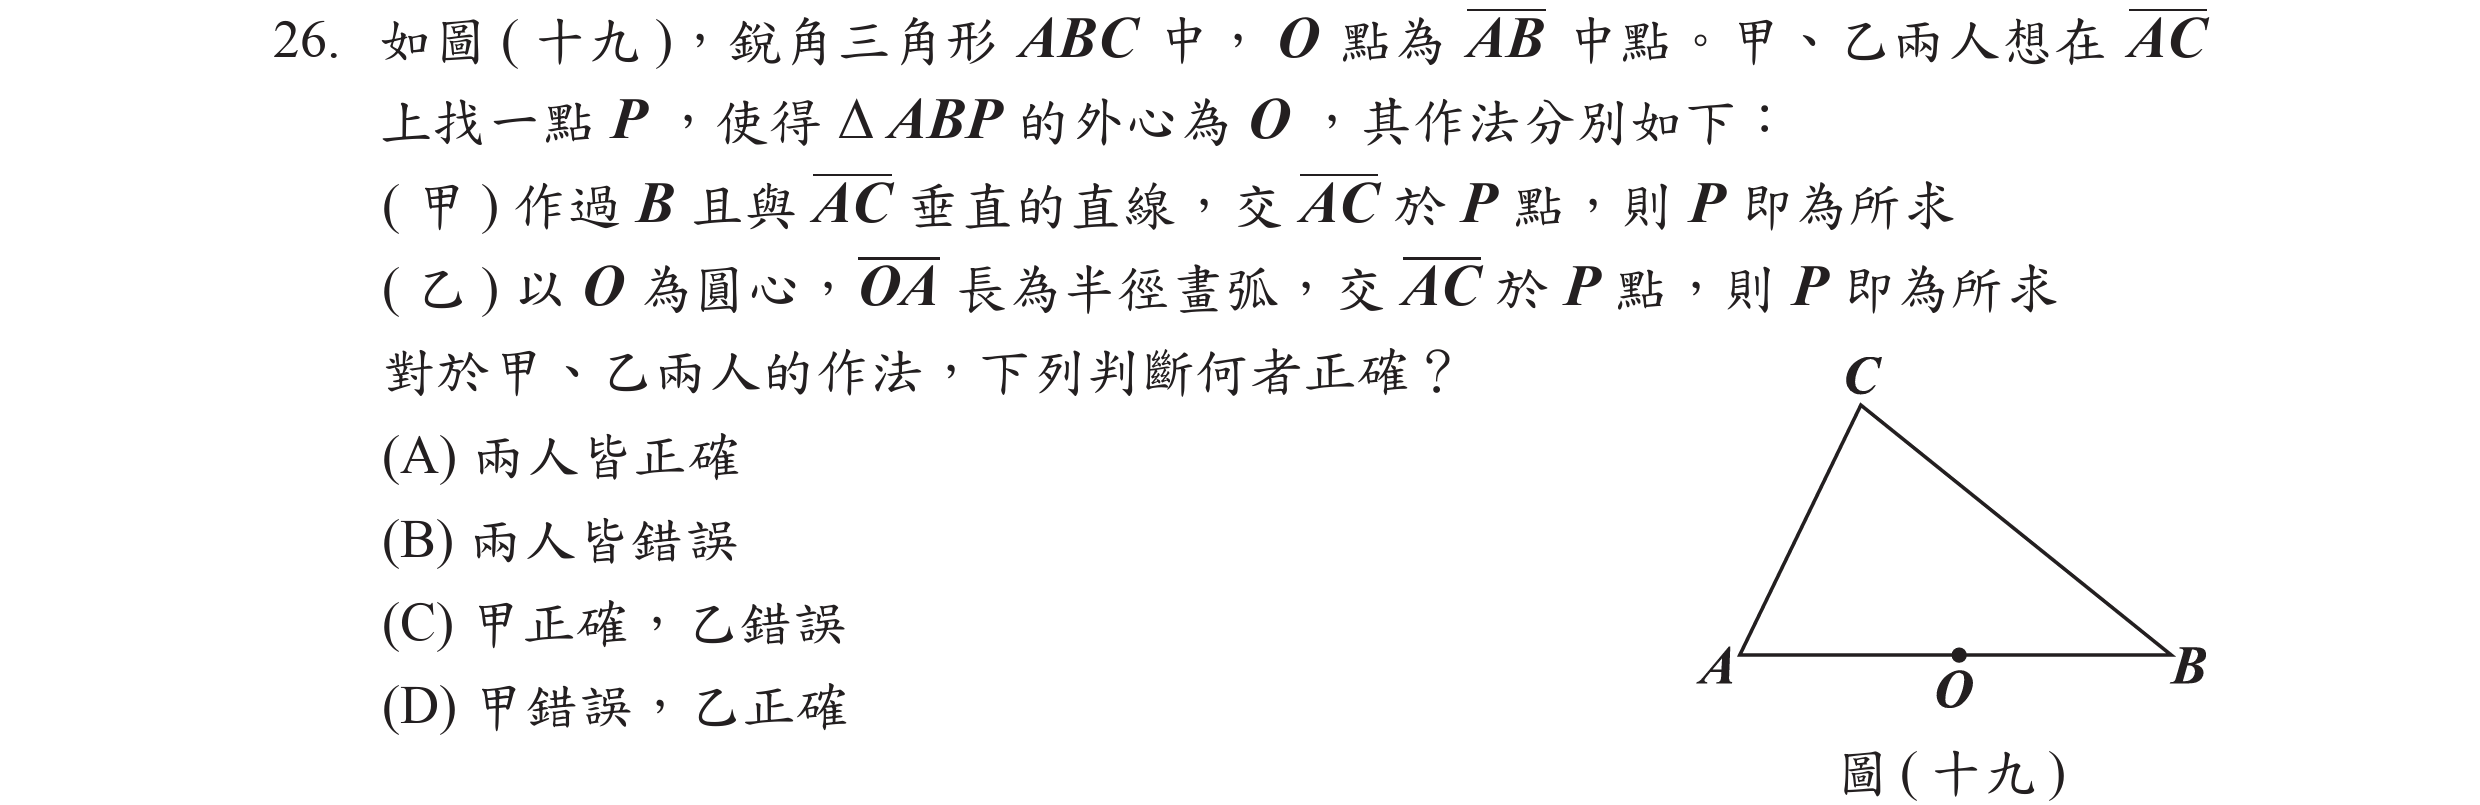 26. 如圖(十九)，銳角三角形 ABC 中， O 點為 $\overline{AB}$ 中點。甲、乙兩人想在 $\overline{AC}$
上找一點 P ，使得 Δ ABP 的外心為 O ，其作法分別如下：
(甲) 作過 B 且與 $\overline{AC}$ 垂直的直線，交 $\overline{AC}$ 於 P 點，則 P 即為所求
(乙) 以 O 為圓心，$\overline{OA}$ 長為半徑畫弧，交 $\overline{AC}$ 於 P 點，則 P 即為所求
對於甲、乙兩人的作法，下列判斷何者正確？
(A) 兩人皆正確
(B) 兩人皆錯誤
(C) 甲正確，乙錯誤
(D) 甲錯誤，乙正確
C
A
O
B
圖(十九)